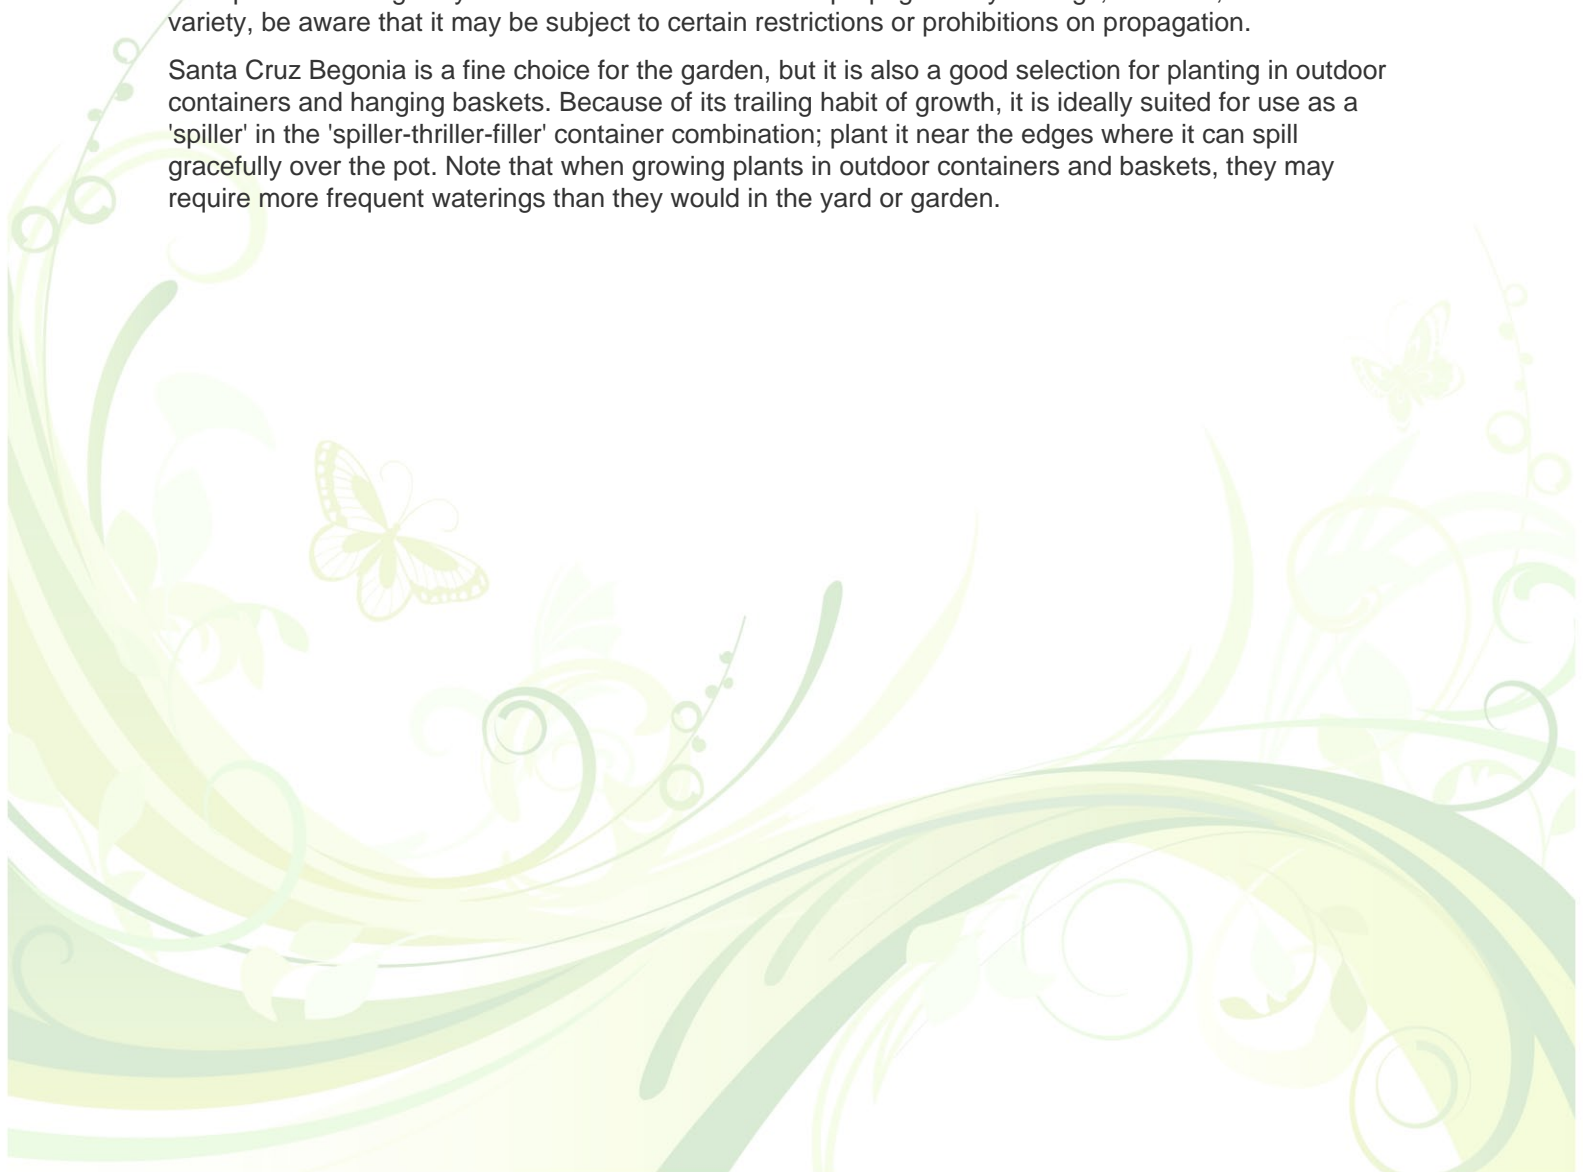 variety, be aware that it may be subject to certain restrictions or prohibitions on propagation.
Santa Cruz Begonia is a fine choice for the garden, but it is also a good selection for planting in outdoor
containers and hanging baskets. Because of its trailing habit of growth, it is ideally suited for use as a
'spiller' in the 'spiller-thriller-filler' container combination; plant it near the edges where it can spill
gracefully over the pot. Note that when growing plants in outdoor containers and baskets, they may
require more frequent waterings than they would in the yard or garden.